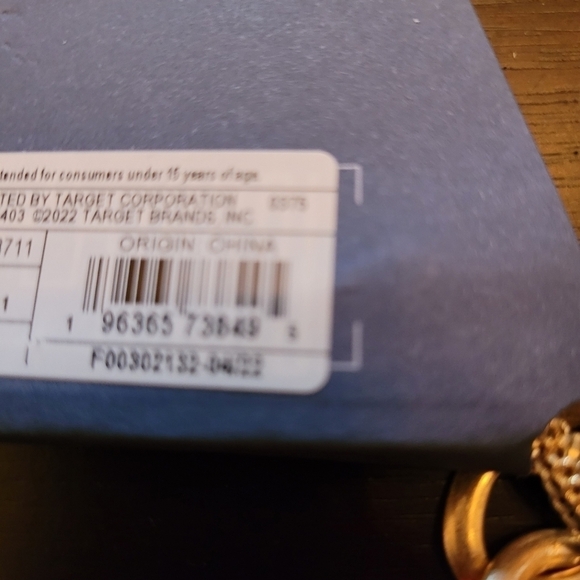 tended for consumers under 15 years of age.
TED BY TARGET CORPORATION
403 ©2022 TARGET BRANDS, INC
711 ORIGIN: CHINA
1
1 96365 73849
F00302132-04/22